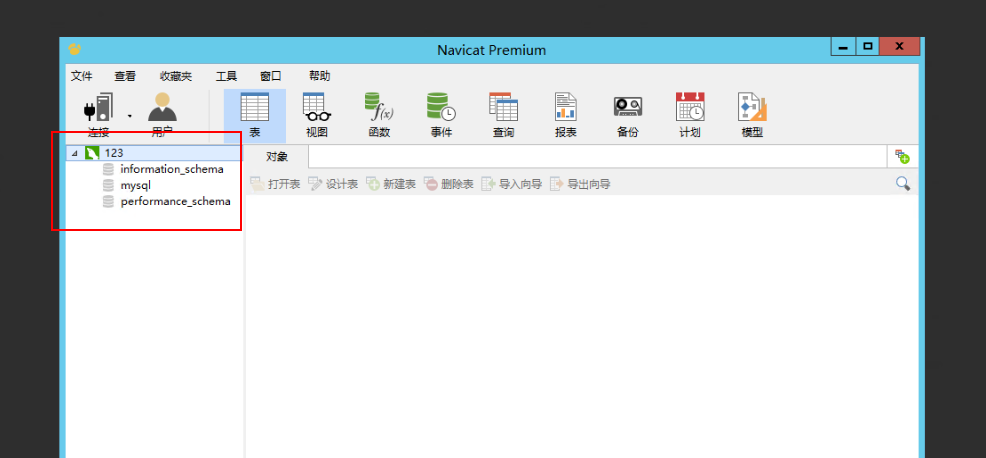 Navicat Premium
文件 查看 收藏夹 工具 窗口 帮助
连接 用户 表 视图 函数 事件 查询 报表 备份 计划 模型
f(x)
123
对象
information_schema
打开表 设计表 新建表 删除表 导入向导 导出向导
mysql
performance_schema